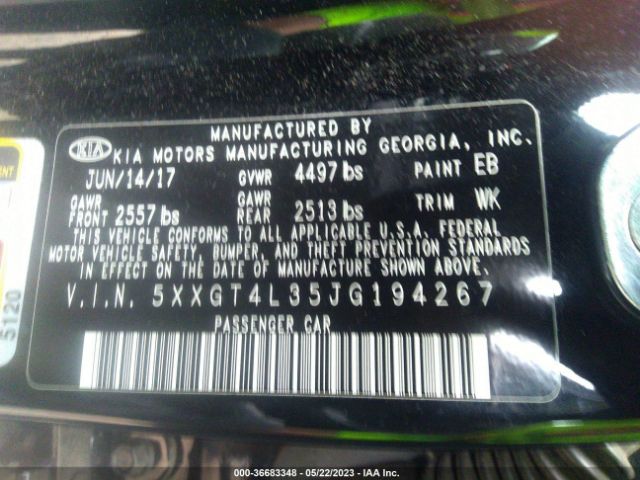 KIA
MANUFACTURED BY
KIA MOTORS MANUFACTURING GEORGIA, INC.
JUN/14/17 GVWR 4497 lbs PAINT EB
GAWR FRONT 2557 lbs GAWR REAR 2513 lbs TRIM WK
THIS VEHICLE CONFORMS TO ALL APPLICABLE U.S.A. FEDERAL
MOTOR VEHICLE SAFETY, BUMPER, AND THEFT PREVENTION STANDARDS
IN EFFECT ON THE DATE OF MANUFACTURE SHOWN ABOVE.
V.I.N. 5XXGT4L35JG194267
PASSENGER CAR
5120
000-36683348 - 05/22/2023 - IAA Inc.